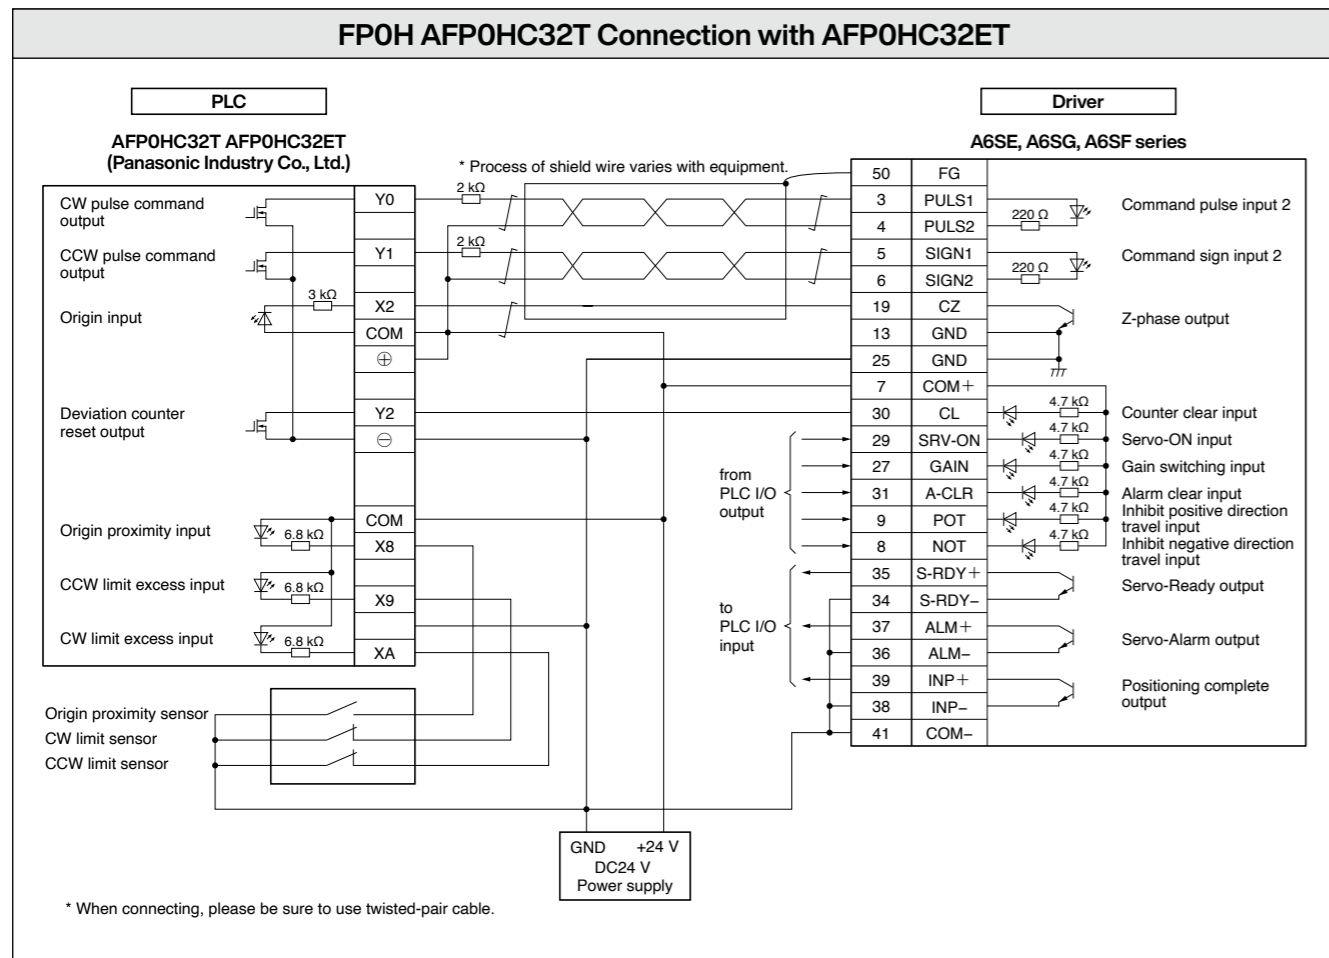 FP0H AFP0HC32T Connection with AFP0HC32ET
PLC
AFP0HC32T AFP0HC32ET
(Panasonic Industry Co., Ltd.)
Driver
A6SE, A6SG, A6SF series
* Process of shield wire varies with equipment.
CW pulse command
output
CCW pulse command
output
Origin input
Deviation counter
reset output
Origin proximity input
CCW limit excess input
CW limit excess input
3 kΩ
6.8 kΩ
6.8 kΩ
6.8 kΩ
Y0
Y1
X2
COM
⊕
Y2
⊖
COM
X8
X9
XA
2 kΩ
2 kΩ
from
PLC I/O
output
to
PLC I/O
input
50 FG
3 PULS1
4 PULS2
5 SIGN1
6 SIGN2
19 CZ
13 GND
25 GND
7 COM+
30 CL
29 SRV-ON
27 GAIN
31 A-CLR
9 POT
8 NOT
35 S-RDY+
34 S-RDY−
37 ALM+
36 ALM−
39 INP+
38 INP−
41 COM−
220 Ω
220 Ω
4.7 kΩ
4.7 kΩ
4.7 kΩ
4.7 kΩ
4.7 kΩ
4.7 kΩ
Command pulse input 2
Command sign input 2
Z-phase output
Counter clear input
Servo-ON input
Gain switching input
Alarm clear input
Inhibit positive direction
travel input
Inhibit negative direction
travel input
Servo-Ready output
Servo-Alarm output
Positioning complete
output
Origin proximity sensor
CW limit sensor
CCW limit sensor
GND +24 V
DC24 V
Power supply
* When connecting, please be sure to use twisted-pair cable.